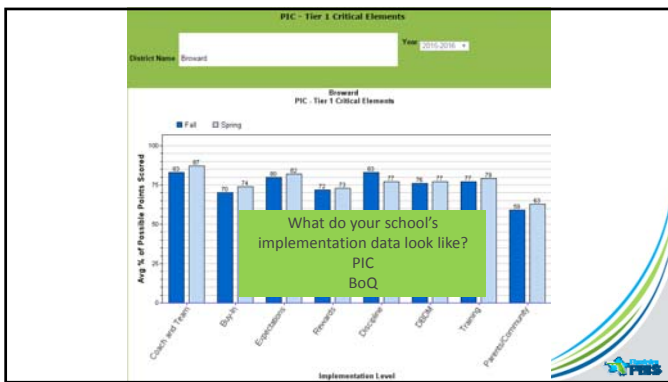 PIC - Tier 1 Critical Elements
District Name Broward
Year 2015-2016
Broward
PIC - Tier 1 Critical Elements
Fall Spring
Avg % of Possible Points Scored
100
75
50
25
0
83 87 70 74 80 82 72 73 83 77 76 77 77 79 59 63
What do your school's
implementation data look like?
PIC
BoQ
Coach and Team
Buy-In
Expectations
Rewards
Discipline
DBDM
Training
Parents/Community
Implementation Level
PBIS